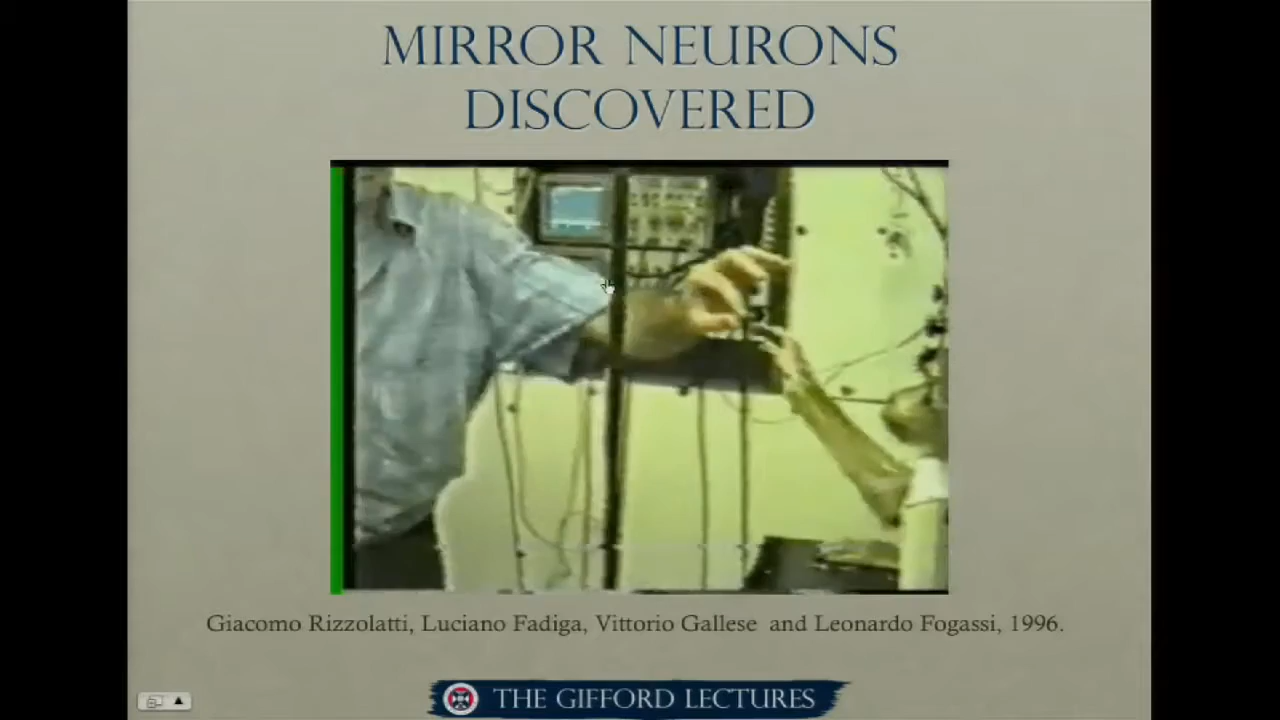 MIRROR NEURONS
DISCOVERED
Giacomo Rizzolatti, Luciano Fadiga, Vittorio Gallese and Leonardo Fogassi, 1996.
THE GIFFORD LECTURES